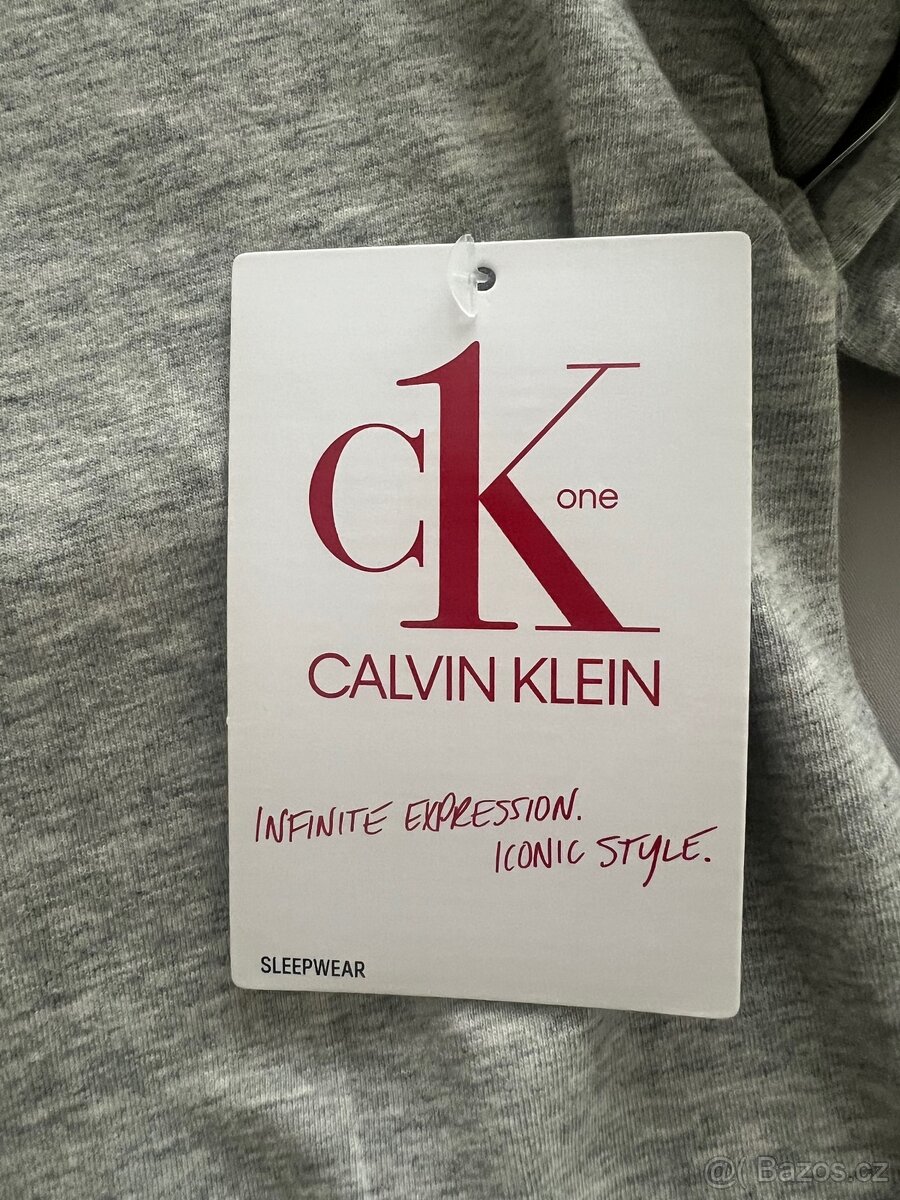 cK one
CALVIN KLEIN
INFINITE EXPRESSION.
ICONIC STYLE.
SLEEPWEAR
@( Bazos.cz